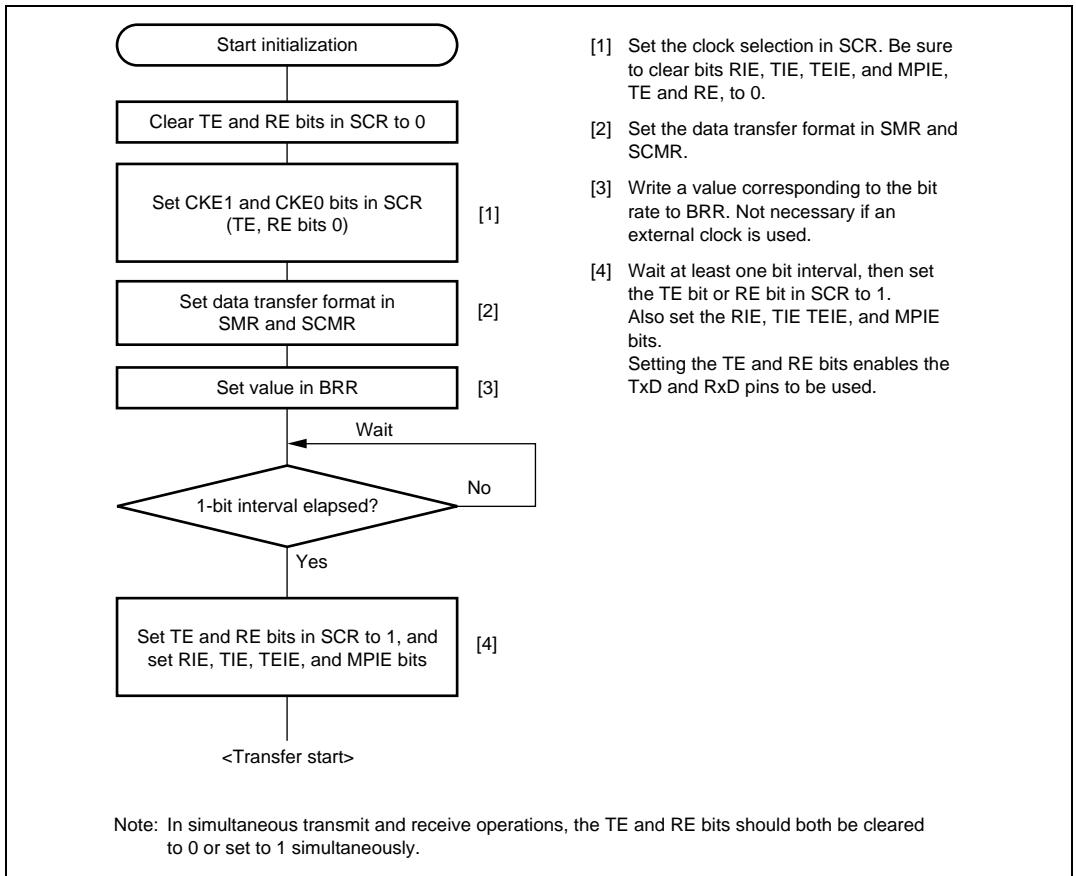 Start initialization
Clear TE and RE bits in SCR to 0
Set CKE1 and CKE0 bits in SCR
(TE, RE bits 0)
[1]
Set data transfer format in
SMR and SCMR
[2]
Set value in BRR
[3]
Wait
No
1-bit interval elapsed?
Yes
Set TE and RE bits in SCR to 1, and
set RIE, TIE, TEIE, and MPIE bits
[4]
<Transfer start>
[1] Set the clock selection in SCR. Be sure
to clear bits RIE, TIE, TEIE, and MPIE,
TE and RE, to 0.
[2] Set the data transfer format in SMR and
SCMR.
[3] Write a value corresponding to the bit
rate to BRR. Not necessary if an
external clock is used.
[4] Wait at least one bit interval, then set
the TE bit or RE bit in SCR to 1.
Also set the RIE, TIE TEIE, and MPIE
bits.
Setting the TE and RE bits enables the
TxD and RxD pins to be used.
Note: In simultaneous transmit and receive operations, the TE and RE bits should both be cleared
to 0 or set to 1 simultaneously.